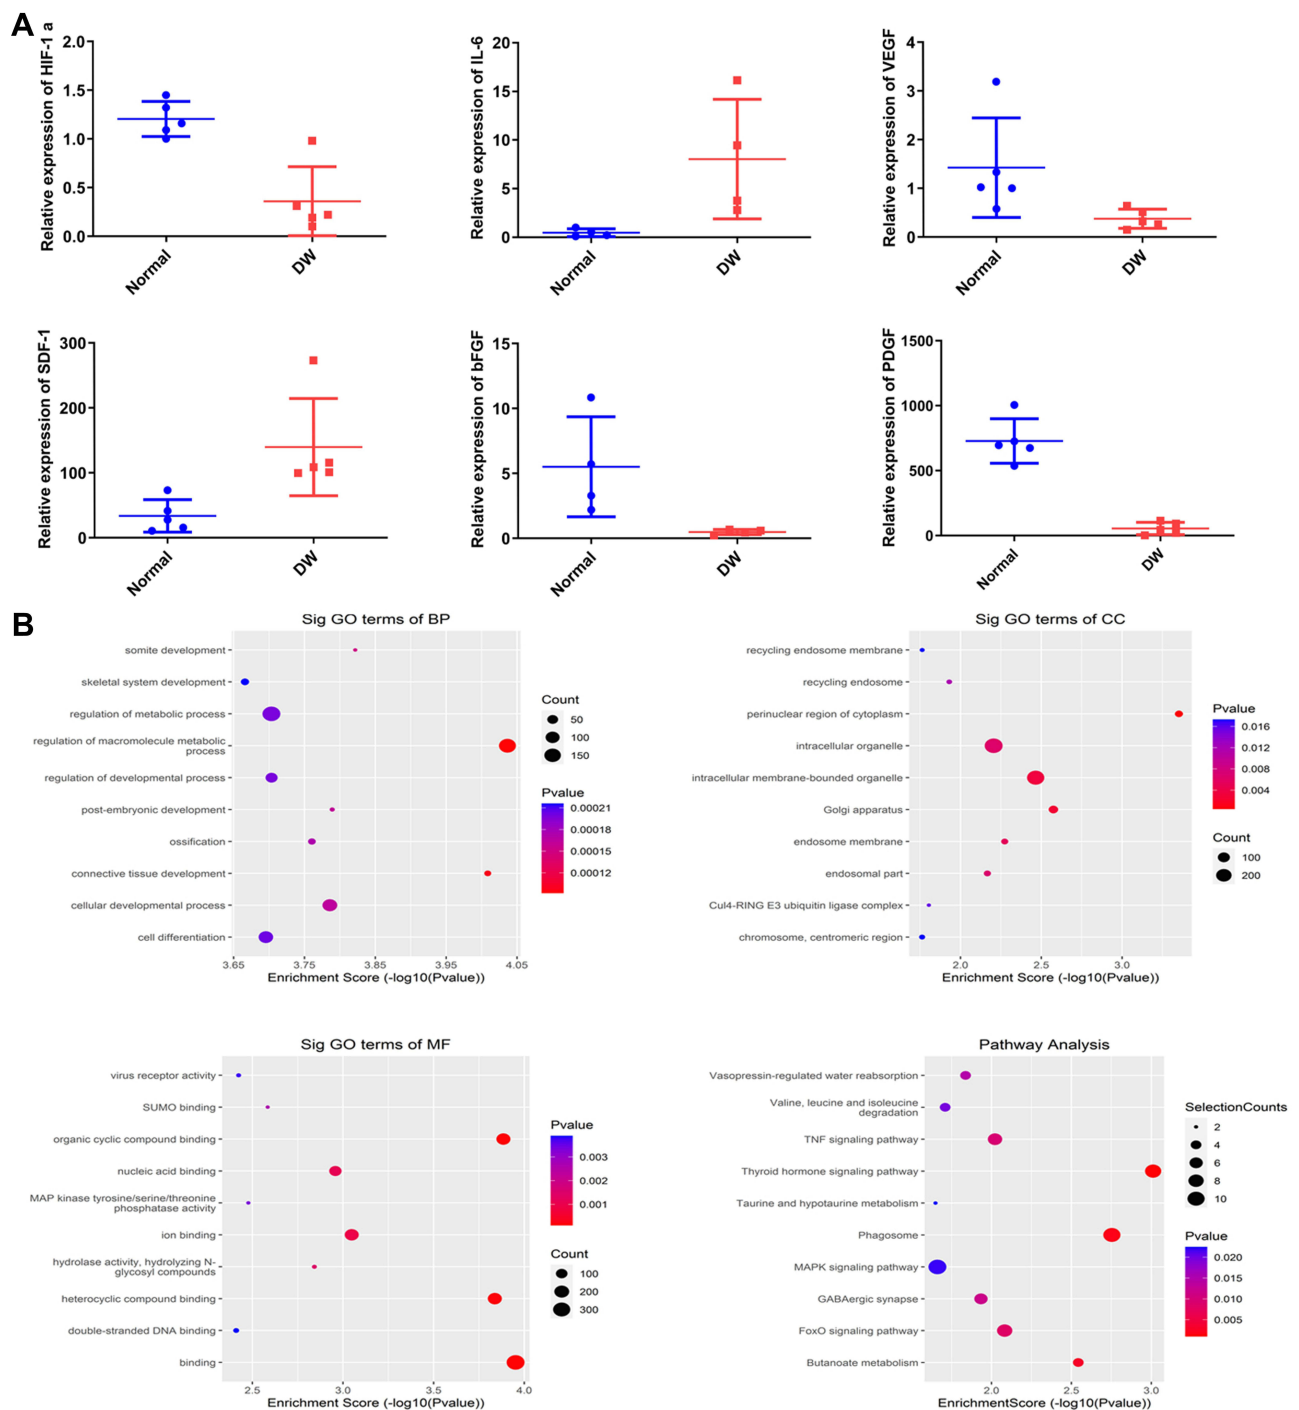 A
Relative expression of HIF-1 a
2.0
1.5
1.0
0.5
0.0
Normal
DW
Relative expression of IL-6
20
15
10
5
0
Normal
DW
Relative expression of VEGF
4
3
2
1
0
Normal
DW
Relative expression of SDF-1
300
200
100
0
Normal
DW
Relative expression of bFGF
15
10
5
0
Normal
DW
Relative expression of PDGF
1500
1000
500
0
Normal
DW
B
Sig GO terms of BP
somite development
skeletal system development
regulation of metabolic process
regulation of macromolecule metabolic
process
regulation of developmental process
post-embryonic development
ossification
connective tissue development
cellular developmental process
cell differentiation
3.65 3.75 3.85 3.95 4.05
Enrichment Score (-log10(Pvalue))
Count
50
100
150
Pvalue
0.00021
0.00018
0.00015
0.00012
Sig GO terms of CC
recycling endosome membrane
recycling endosome
perinuclear region of cytoplasm
intracellular organelle
intracellular membrane-bounded organelle
Golgi apparatus
endosome membrane
endosomal part
Cul4-RING E3 ubiquitin ligase complex
chromosome, centromeric region
2.0 2.5 3.0
Enrichment Score (-log10(Pvalue))
Pvalue
0.016
0.012
0.008
0.004
Count
100
200
Sig GO terms of MF
virus receptor activity
SUMO binding
organic cyclic compound binding
nucleic acid binding
MAP kinase tyrosine/serine/threonine
phosphatase activity
ion binding
hydrolase activity, hydrolyzing N-
glycosyl compounds
heterocyclic compound binding
double-stranded DNA binding
binding
2.5 3.0 3.5 4.0
Enrichment Score (-log10(Pvalue))
Pvalue
0.003
0.002
0.001
Count
100
200
300
Pathway Analysis
Vasopressin-regulated water reabsorption
Valine, leucine and isoleucine
degradation
TNF signaling pathway
Thyroid hormone signaling pathway
Taurine and hypotaurine metabolism
Phagosome
MAPK signaling pathway
GABAergic synapse
FoxO signaling pathway
Butanoate metabolism
2.0 2.5 3.0
EnrichmentScore (-log10(Pvalue))
SelectionCounts
2
4
6
8
10
Pvalue
0.020
0.015
0.010
0.005